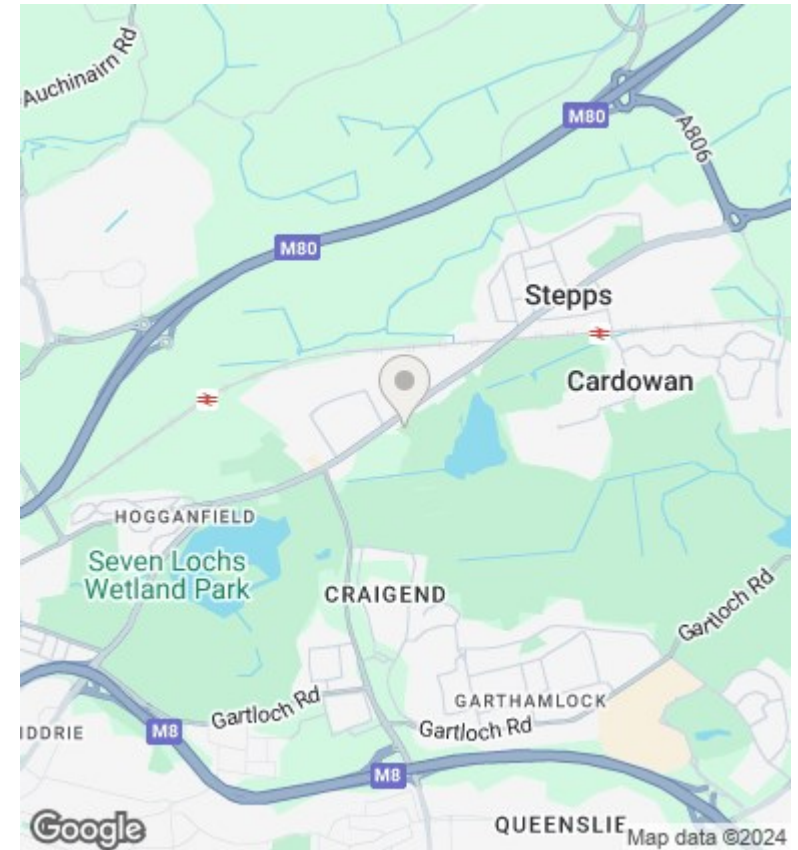 Auchinairn Rd
M80
A806
M80
Stepps
Cardowan
HOGGANFIELD
Seven Lochs
Wetland Park
CRAIGEND
Gartloch Rd
Gartloch Rd
GARTHAMLOCK
Gartloch Rd
IDDRIE
M8
M8
QUEENSLIE
Google
Map data ©2024